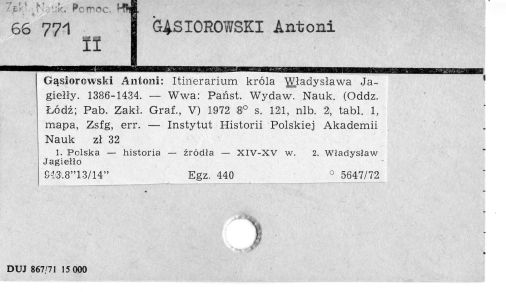 Zakł. Nauk. Pomoc. Hist.
66 771
II
GĄSIOROWSKI Antoni
Gąsiorowski Antoni: Itinerarium króla Władysława Ja-
giełły. 1386-1434. — Wwa: Państ. Wydaw. Nauk. (Oddz.
Łódź; Pab. Zakł. Graf., V) 1972 8° s. 121, nlb. 2, tabl. 1,
mapa, Zsfg, err. — Instytut Historii Polskiej Akademii
Nauk zł 32
1. Polska — historia — źródła — XIV-XV w. 2. Władysław
Jagiełło
943.8"13/14" Egz. 440 ° 5647/72
DUJ 867/71 15 000